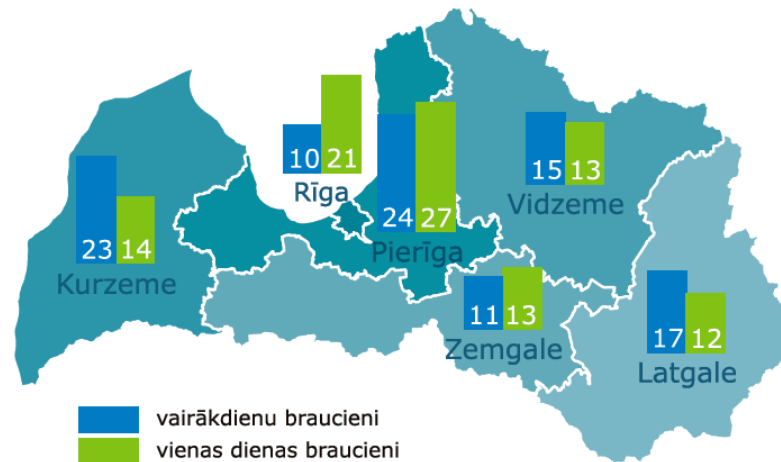 10 21
Rīga
15 13
Vidzeme
23 14
Kurzeme
24 27
Pierīga
11 13
Zemgale
17 12
Latgale
vairākdienu braucieni
vienas dienas braucieni